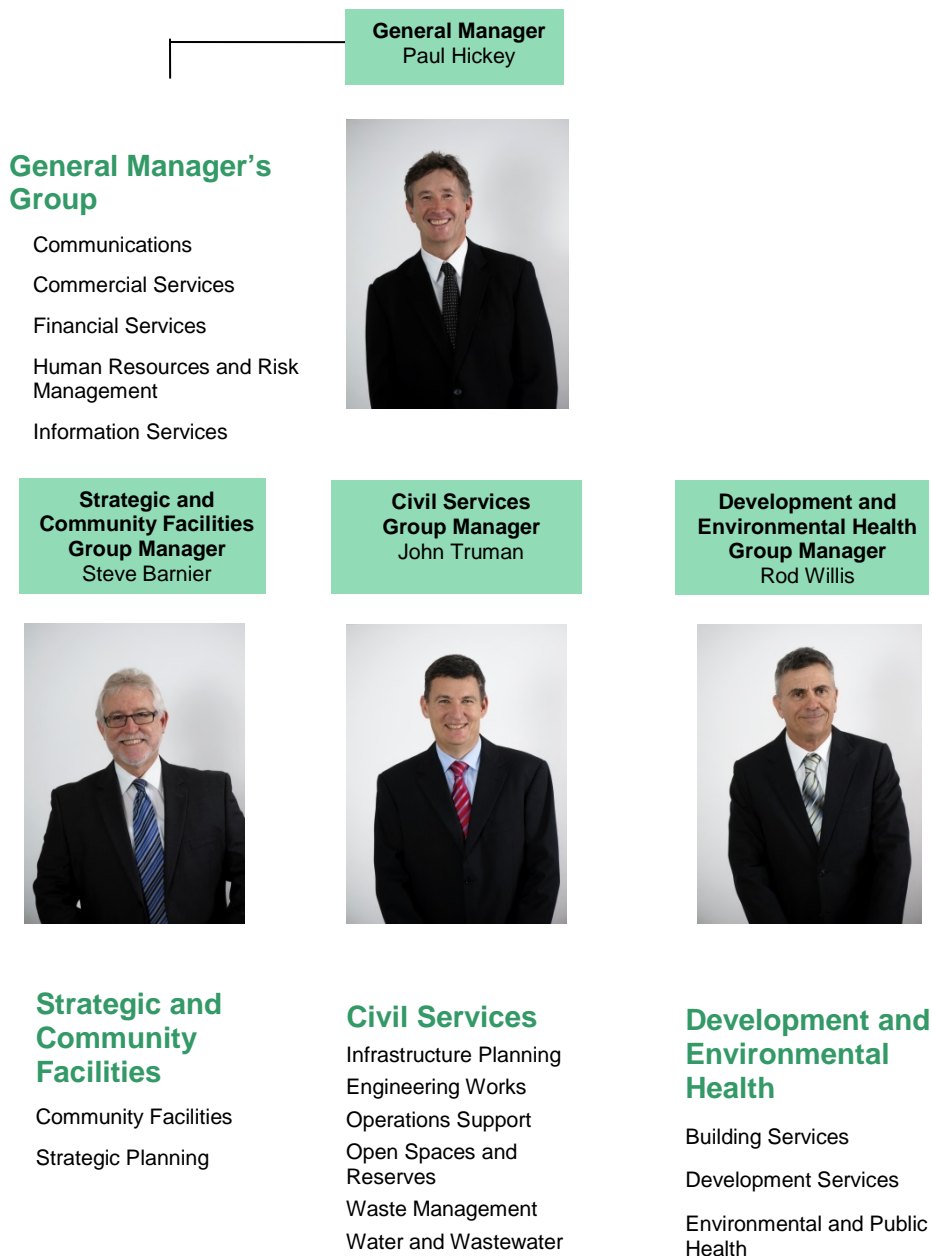 General Manager
Paul Hickey
General Manager’s
Group
Communications
Commercial Services
Financial Services
Human Resources and Risk
Management
Information Services
Strategic and
Community Facilities
Group Manager
Steve Barnier
Civil Services
Group Manager
John Truman
Development and
Environmental Health
Group Manager
Rod Willis
Strategic and
Community
Facilities
Community Facilities
Strategic Planning
Civil Services
Infrastructure Planning
Engineering Works
Operations Support
Open Spaces and
Reserves
Waste Management
Water and Wastewater
Development and
Environmental
Health
Building Services
Development Services
Environmental and Public
Health